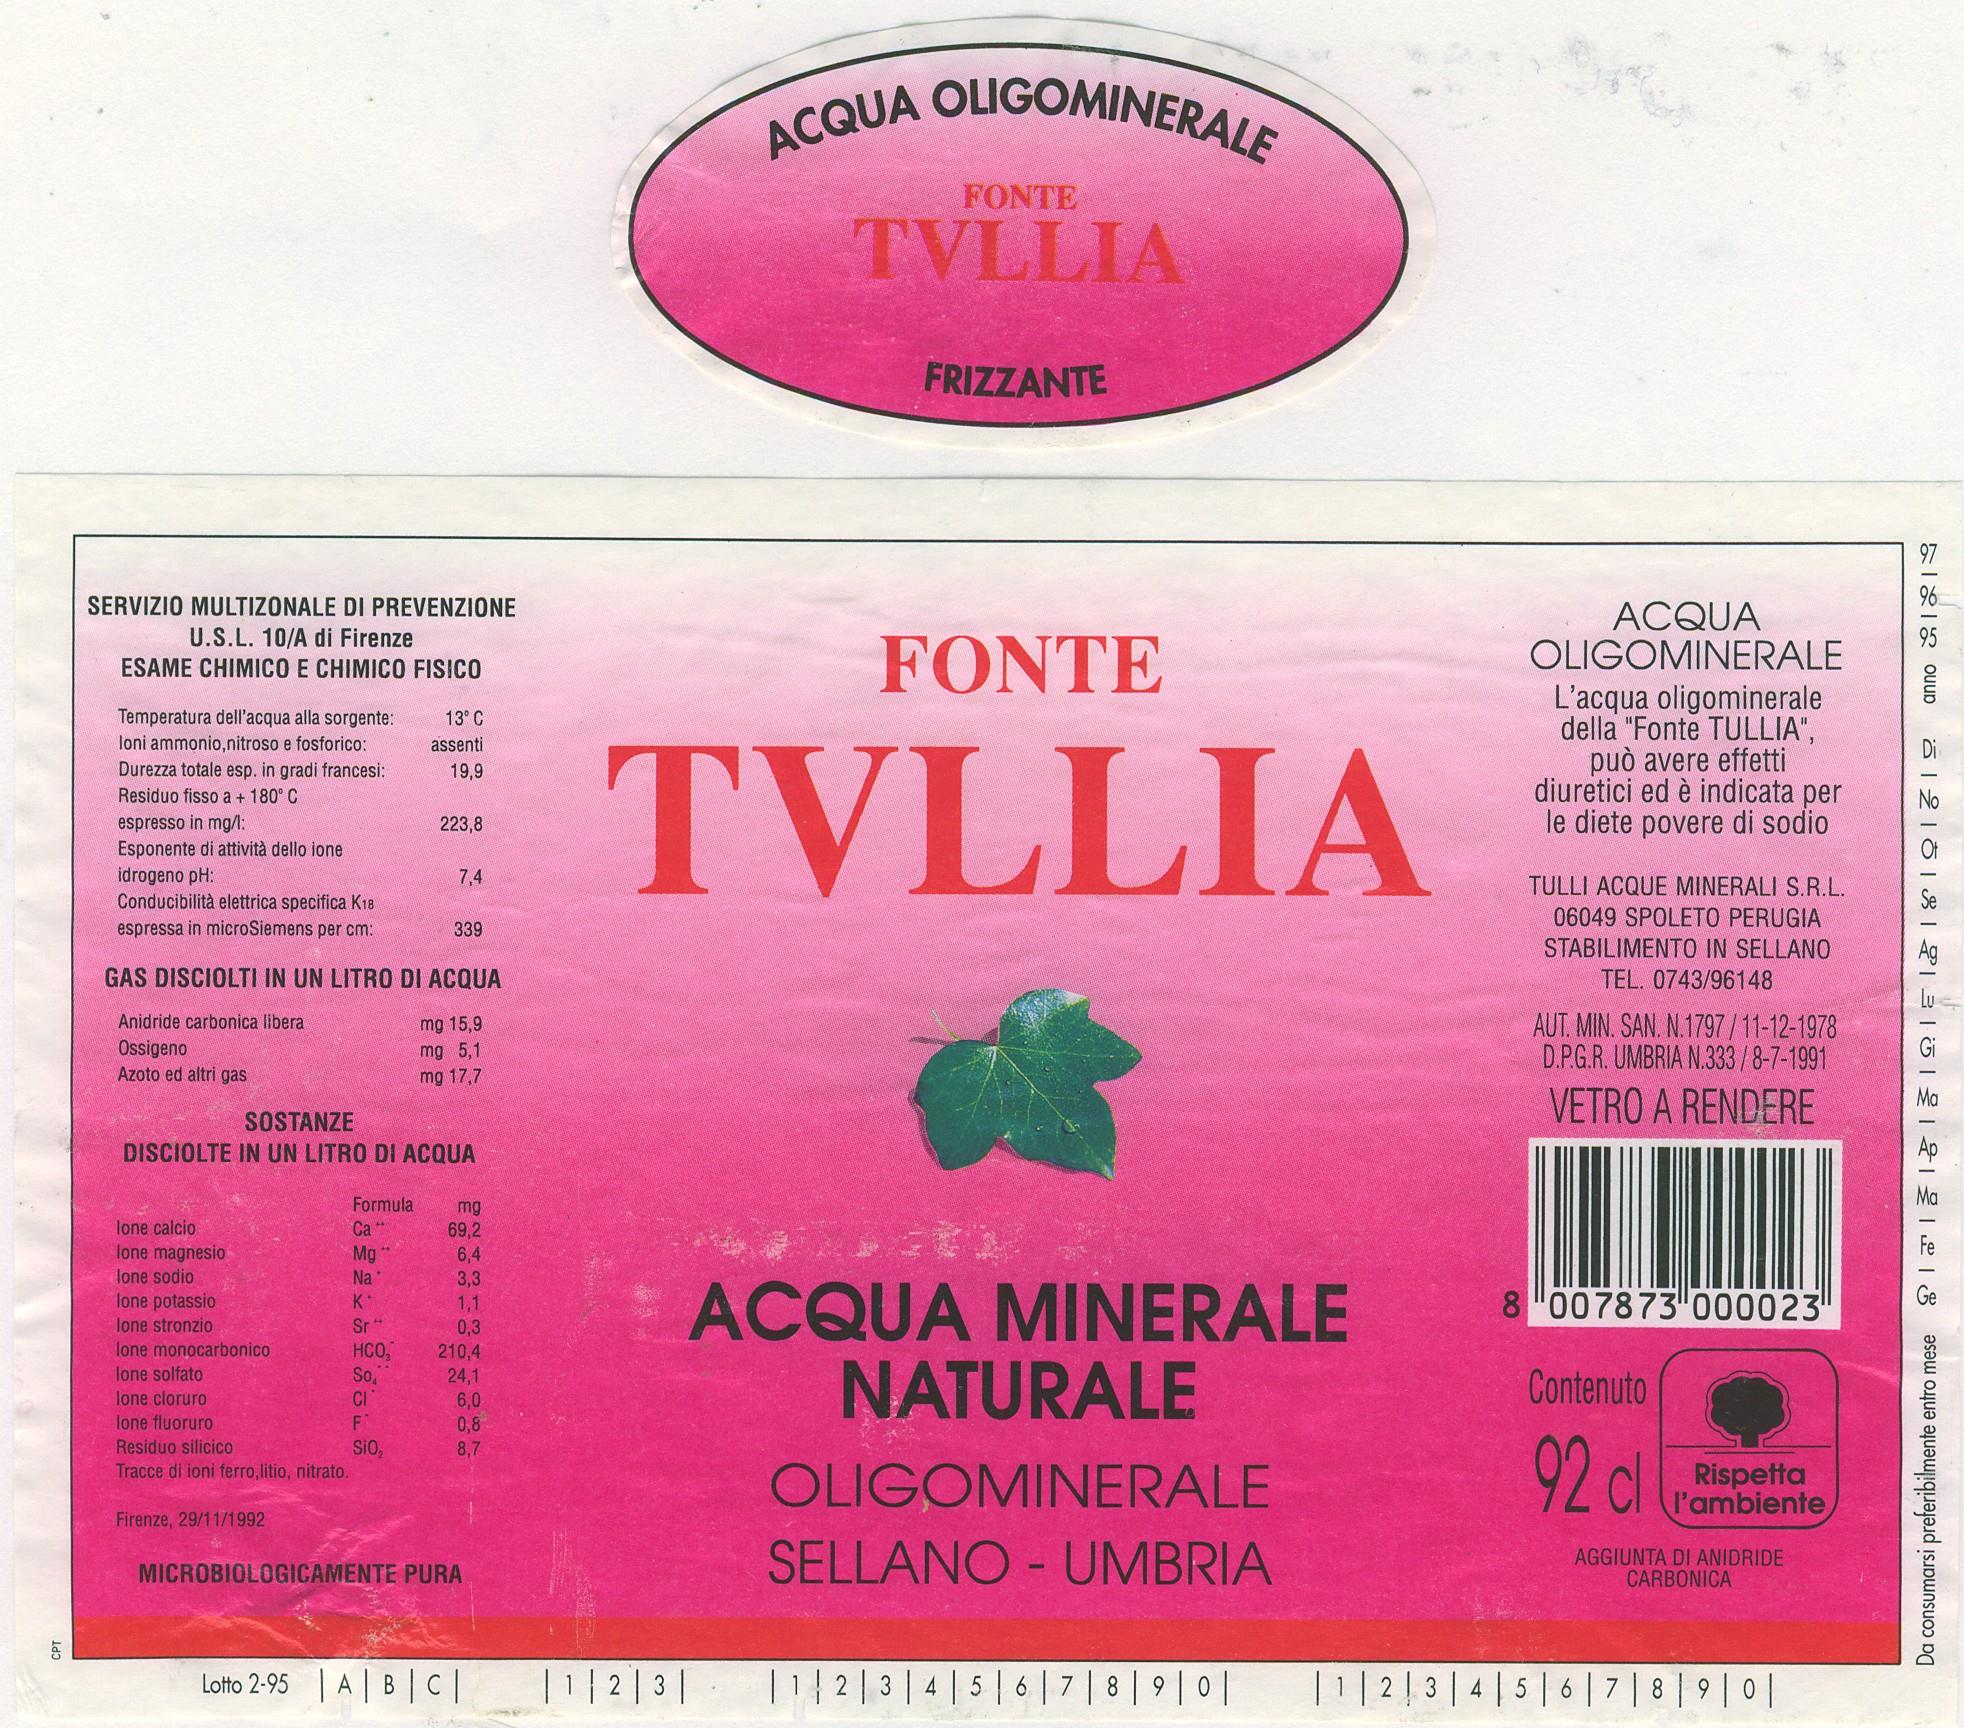 ACQUA OLIGOMINERALE
FONTE
TVLLIA
FRIZZANTE
SERVIZIO MULTIZONALE DI PREVENZIONE
U.S.L. 10/A di Firenze
ESAME CHIMICO E CHIMICO FISICO
Temperatura dell'acqua alla sorgente: 13° C
Ioni ammonio,nitroso e fosforico: assenti
Durezza totale esp. in gradi francesi: 19,9
Residuo fisso a + 180° C
espresso in mg/l: 223,8
Esponente di attività dello ione
idrogeno pH: 7,4
Conducibilità elettrica specifica K18
espressa in microSiemens per cm: 339
GAS DISCIOLTI IN UN LITRO DI ACQUA
Anidride carbonica libera mg 15,9
Ossigeno mg 5,1
Azoto ed altri gas mg 17,7
SOSTANZE
DISCIOLTE IN UN LITRO DI ACQUA
Formula mg
Ione calcio Ca⁺⁺ 69,2
Ione magnesio Mg⁺⁺ 6,4
Ione sodio Na⁺ 3,3
Ione potassio K⁺ 1,1
Ione stronzio Sr⁺⁺ 0,3
Ione monocarbonico HCO₃⁻ 210,4
Ione solfato So₄⁻⁻ 24,1
Ione cloruro Cl⁻ 6,0
Ione fluoruro F⁻ 0,8
Residuo silicico SiO₂ 8,7
Tracce di ioni ferro,litio, nitrato.
Firenze, 29/11/1992
MICROBIOLOGICAMENTE PURA
FONTE
TVLLIA
ACQUA MINERALE
NATURALE
OLIGOMINERALE
SELLANO - UMBRIA
ACQUA
OLIGOMINERALE
L'acqua oligominerale
della "Fonte TULLIA",
può avere effetti
diuretici ed è indicata per
le diete povere di sodio
TULLI ACQUE MINERALI S.R.L.
06049 SPOLETO PERUGIA
STABILIMENTO IN SELLANO
TEL. 0743/96148
AUT. MIN. SAN. N.1797 / 11-12-1978
D.P.G.R. UMBRIA N.333 / 8-7-1991
VETRO A RENDERE
8 007873 000023
Contenuto
92 cl
Rispetta
l'ambiente
AGGIUNTA DI ANIDRIDE
CARBONICA
Da consumarsi preferibilmente entro mese Ge | Fe | Ma | Ap | Ma | Gi | Lu | Ag | Se | Ot | No | Di anno 95 | 96 | 97
CPT
Lotto 2-95 | A | B | C | | 1 | 2 | 3 | | 1 | 2 | 3 | 4 | 5 | 6 | 7 | 8 | 9 | 0 | | 1 | 2 | 3 | 4 | 5 | 6 | 7 | 8 | 9 | 0 |